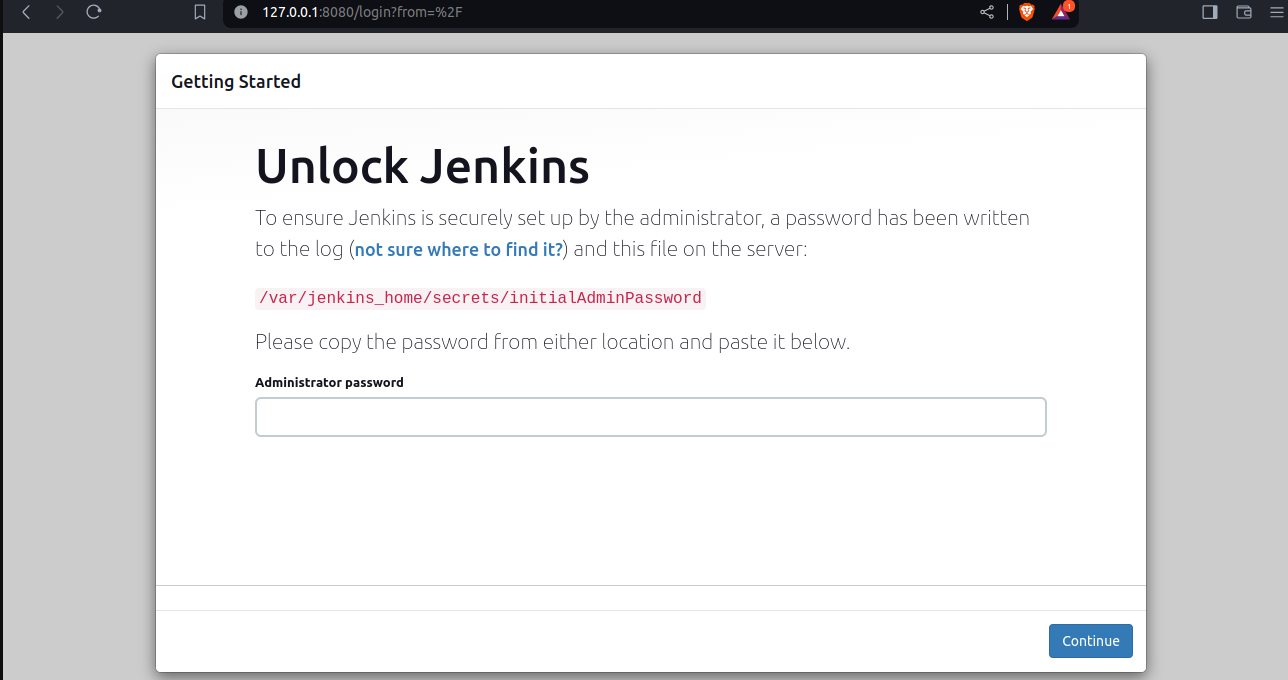 127.0.0.1:8080/login?from=%2F
1
Getting Started
Unlock Jenkins
To ensure Jenkins is securely set up by the administrator, a password has been written
to the log (not sure where to find it?) and this file on the server:
/var/jenkins_home/secrets/initialAdminPassword
Please copy the password from either location and paste it below.
Administrator password
Continue